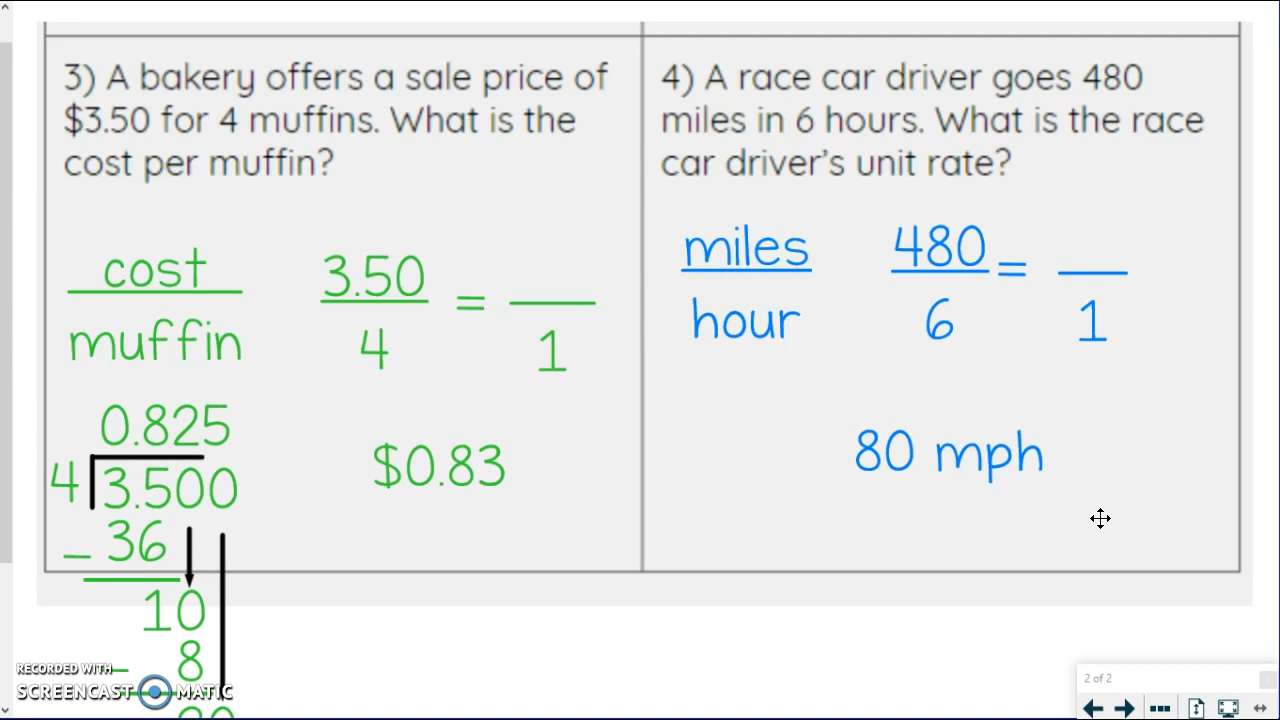 3) A bakery offers a sale price of
$3.50 for 4 muffins. What is the
cost per muffin?
cost
muffin
3.50
4
=
1
0.825
4 3.500
- 36
10
- 8
20
$0.83
4) A race car driver goes 480
miles in 6 hours. What is the race
car driver's unit rate?
miles
hour
480
6
=
1
80 mph
RECORDED WITH
SCREENCAST MATIC
2 of 2